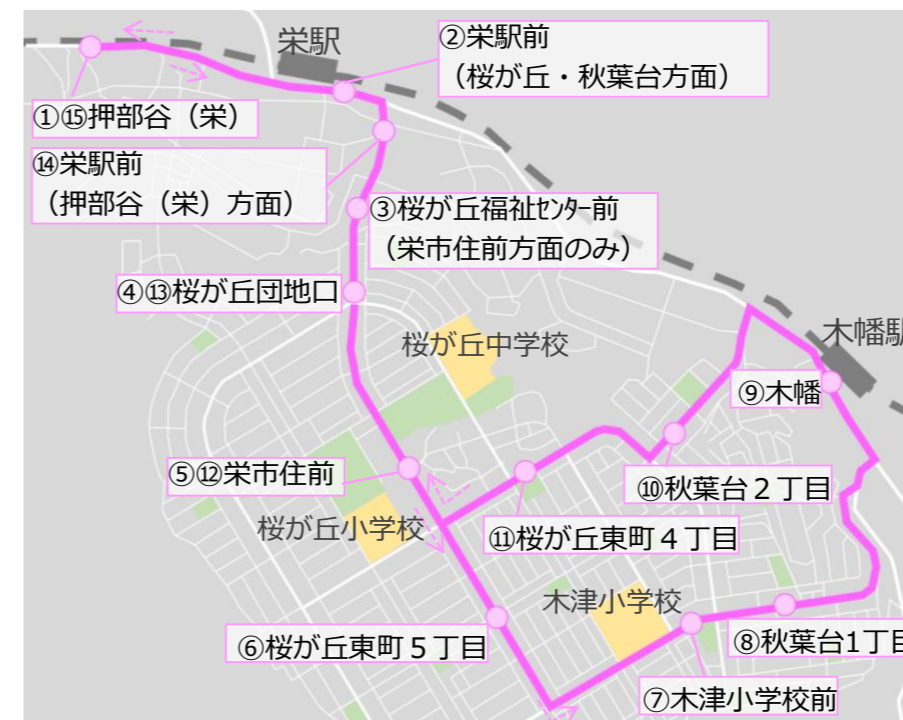 栄駅
②栄駅前
（桜が丘・秋葉台方面）
①⑮押部谷（栄）
⑭栄駅前
（押部谷（栄）方面）
③桜が丘福祉ｾﾝﾀｰ前
（栄市住前方面のみ）
④⑬桜が丘団地口
桜が丘中学校
木幡駅
⑨木幡
⑤⑫栄市住前
⑩秋葉台２丁目
桜が丘小学校
⑪桜が丘東町４丁目
木津小学校
⑥桜が丘東町５丁目
⑧秋葉台1丁目
⑦木津小学校前